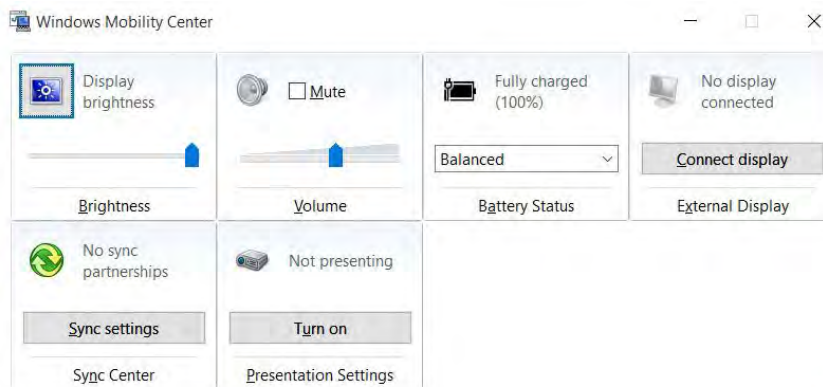 Windows Mobility Center
Display
brightness
Brightness
Mute
Volume
Fully charged
(100%)
Balanced
Battery Status
No display
connected
Connect display
External Display
No sync
partnerships
Sync settings
Sync Center
Not presenting
Turn on
Presentation Settings